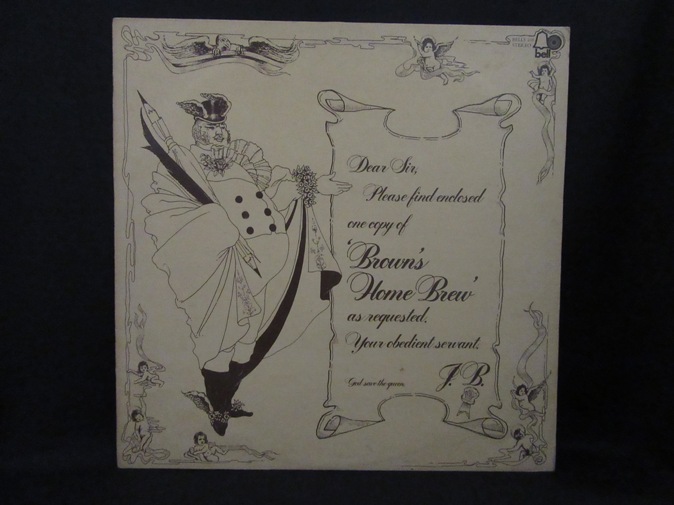 bell
Dear Sir,
Please find enclosed
one copy of
'Brown's
Home Brew'
as requested.
Your obedient servant.
J. B.
God save the queen.